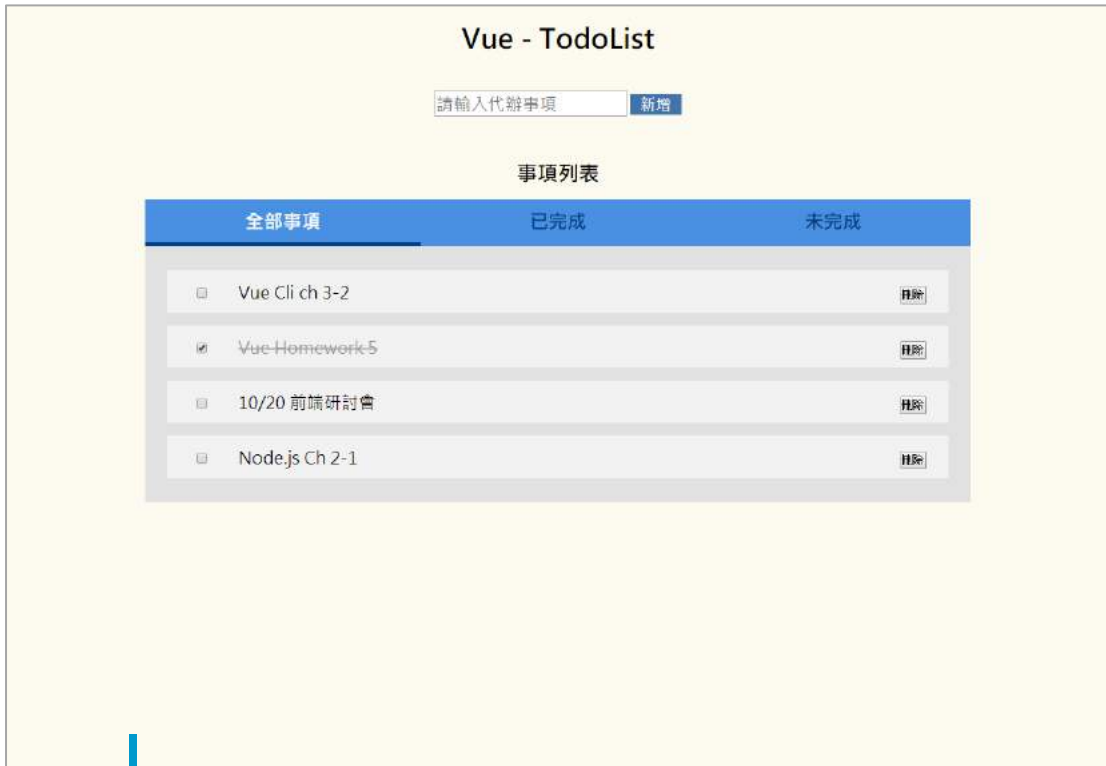 Vue - TodoList
請輸入代辦事項 新增
事項列表
全部事項 已完成 未完成
Vue Cli ch 3-2 刪除
Vue Homework 5 刪除
10/20 前端研討會 刪除
Node.js Ch 2-1 刪除